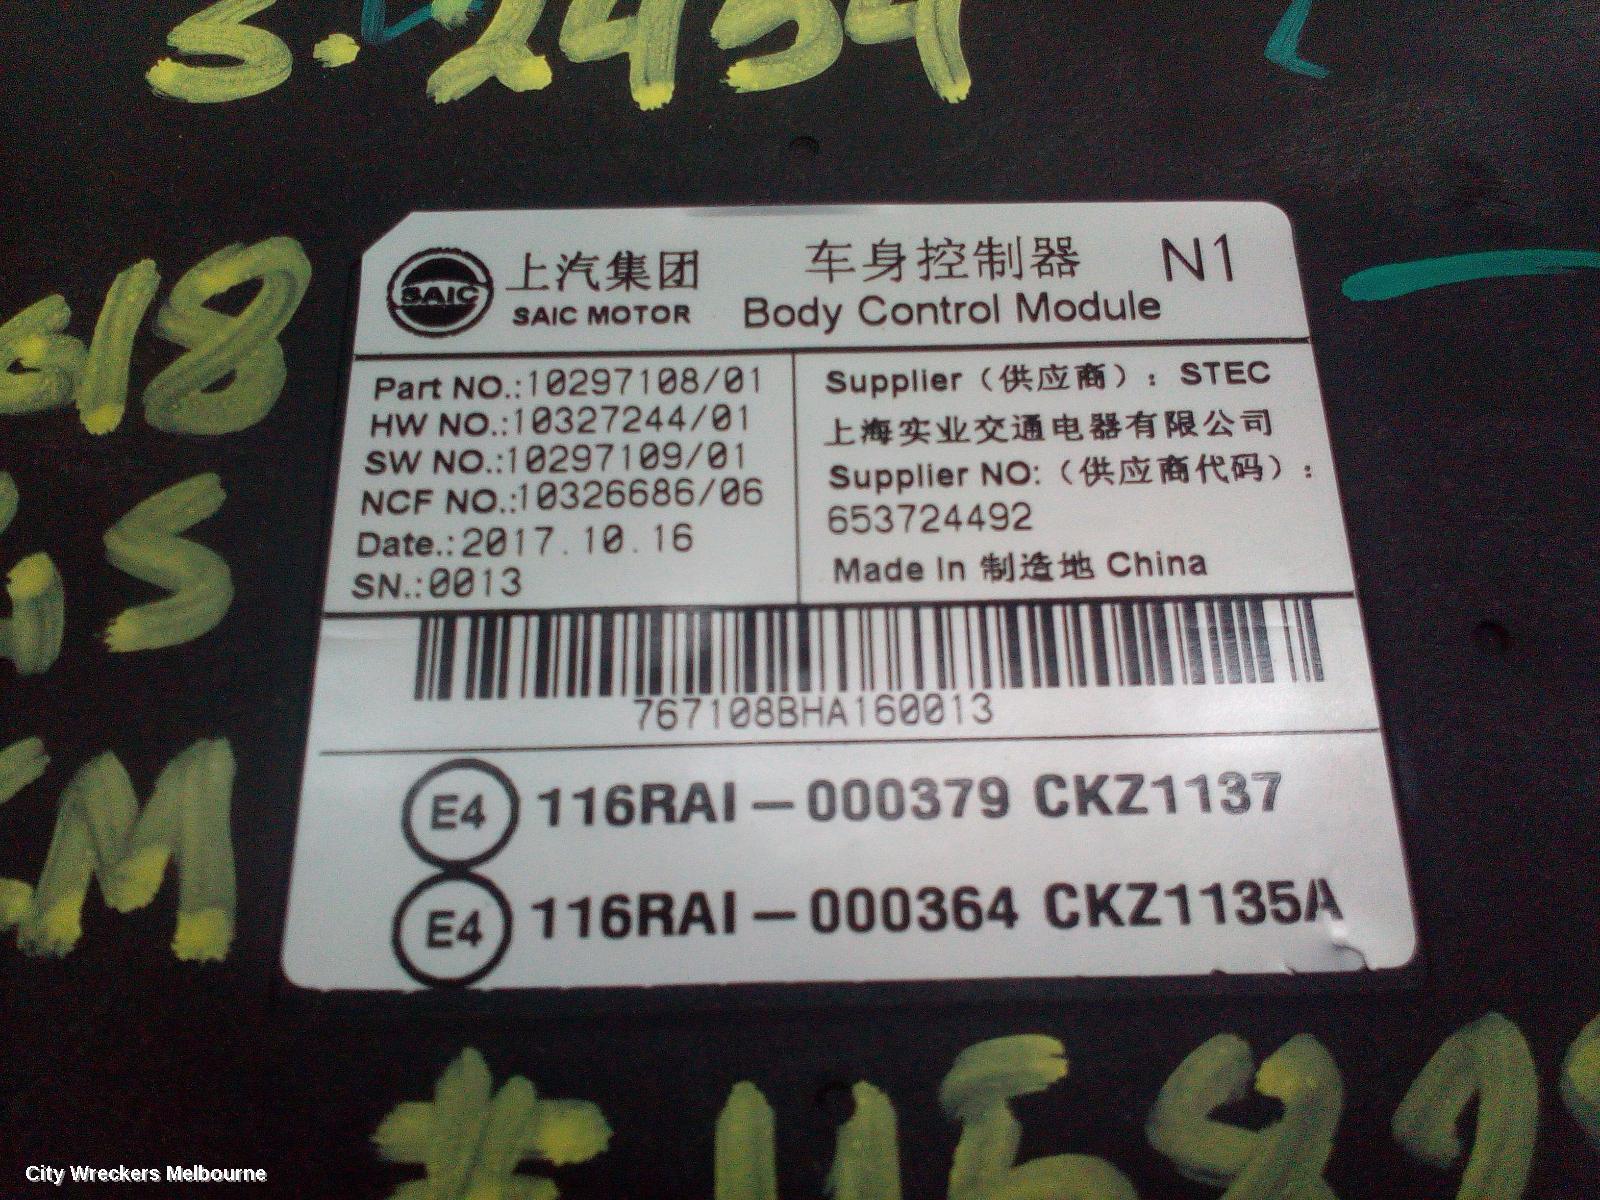 S.2454
SAIC 上汽集团 车身控制器 N1
SAIC MOTOR Body Control Module
618
Part NO.:10297108/01
HW NO.:10327244/01
SW NO.:10297109/01
NCF NO.:10326686/06
Date.:2017.10.16
SN.:0013
Supplier（供应商）：STEC
上海实业交通电器有限公司
Supplier NO:（供应商代码）：
653724492
Made In 制造地 China
767108BHA160013
E4 116RAI-000379 CKZ1137
E4 116RAI-000364 CKZ1135A
City Wreckers Melbourne